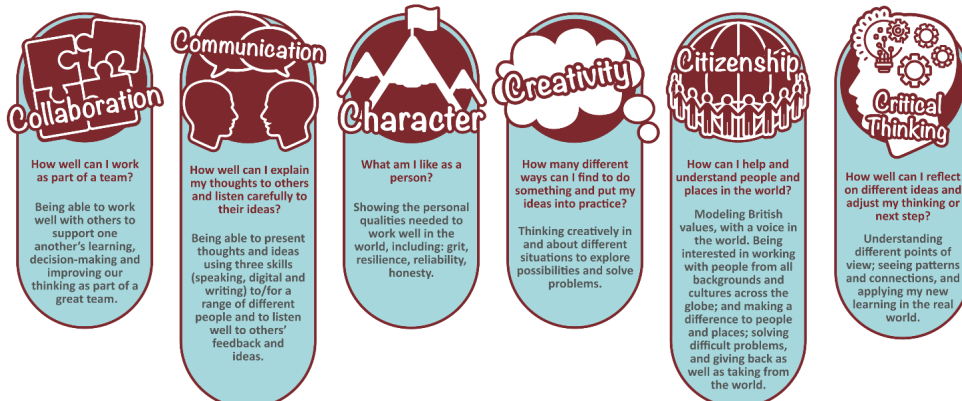 Collaboration
How well can I work
as part of a team?
Being able to work
well with others to
support one
another's learning,
decision-making and
improving our
thinking as part of a
great team.
Communication
How well can I explain
my thoughts to others
and listen carefully to
their ideas?
Being able to present
thoughts and ideas
using three skills
(speaking, digital and
writing) to/for a
range of different
people and to listen
well to others'
feedback and
ideas.
Character
What am I like as a
person?
Showing the personal
qualities needed to
work well in the
world, including: grit,
resilience, reliability,
honesty.
Creativity
How many different
ways can I find to do
something and put my
ideas into practice?
Thinking creatively in
and about different
situations to explore
possibilities and solve
problems.
Citizenship
How can I help and
understand people and
places in the world?
Modeling British
values, with a voice in
the world. Being
interested in working
with people from all
backgrounds and
cultures across the
globe; and making a
difference to people
and places; solving
difficult problems,
and giving back as
well as taking from
the world.
Critical
Thinking
How well can I reflect
on different ideas and
adjust my thinking or
next step?
Understanding
different points of
view; seeing patterns
and connections, and
applying my new
learning in the real
world.